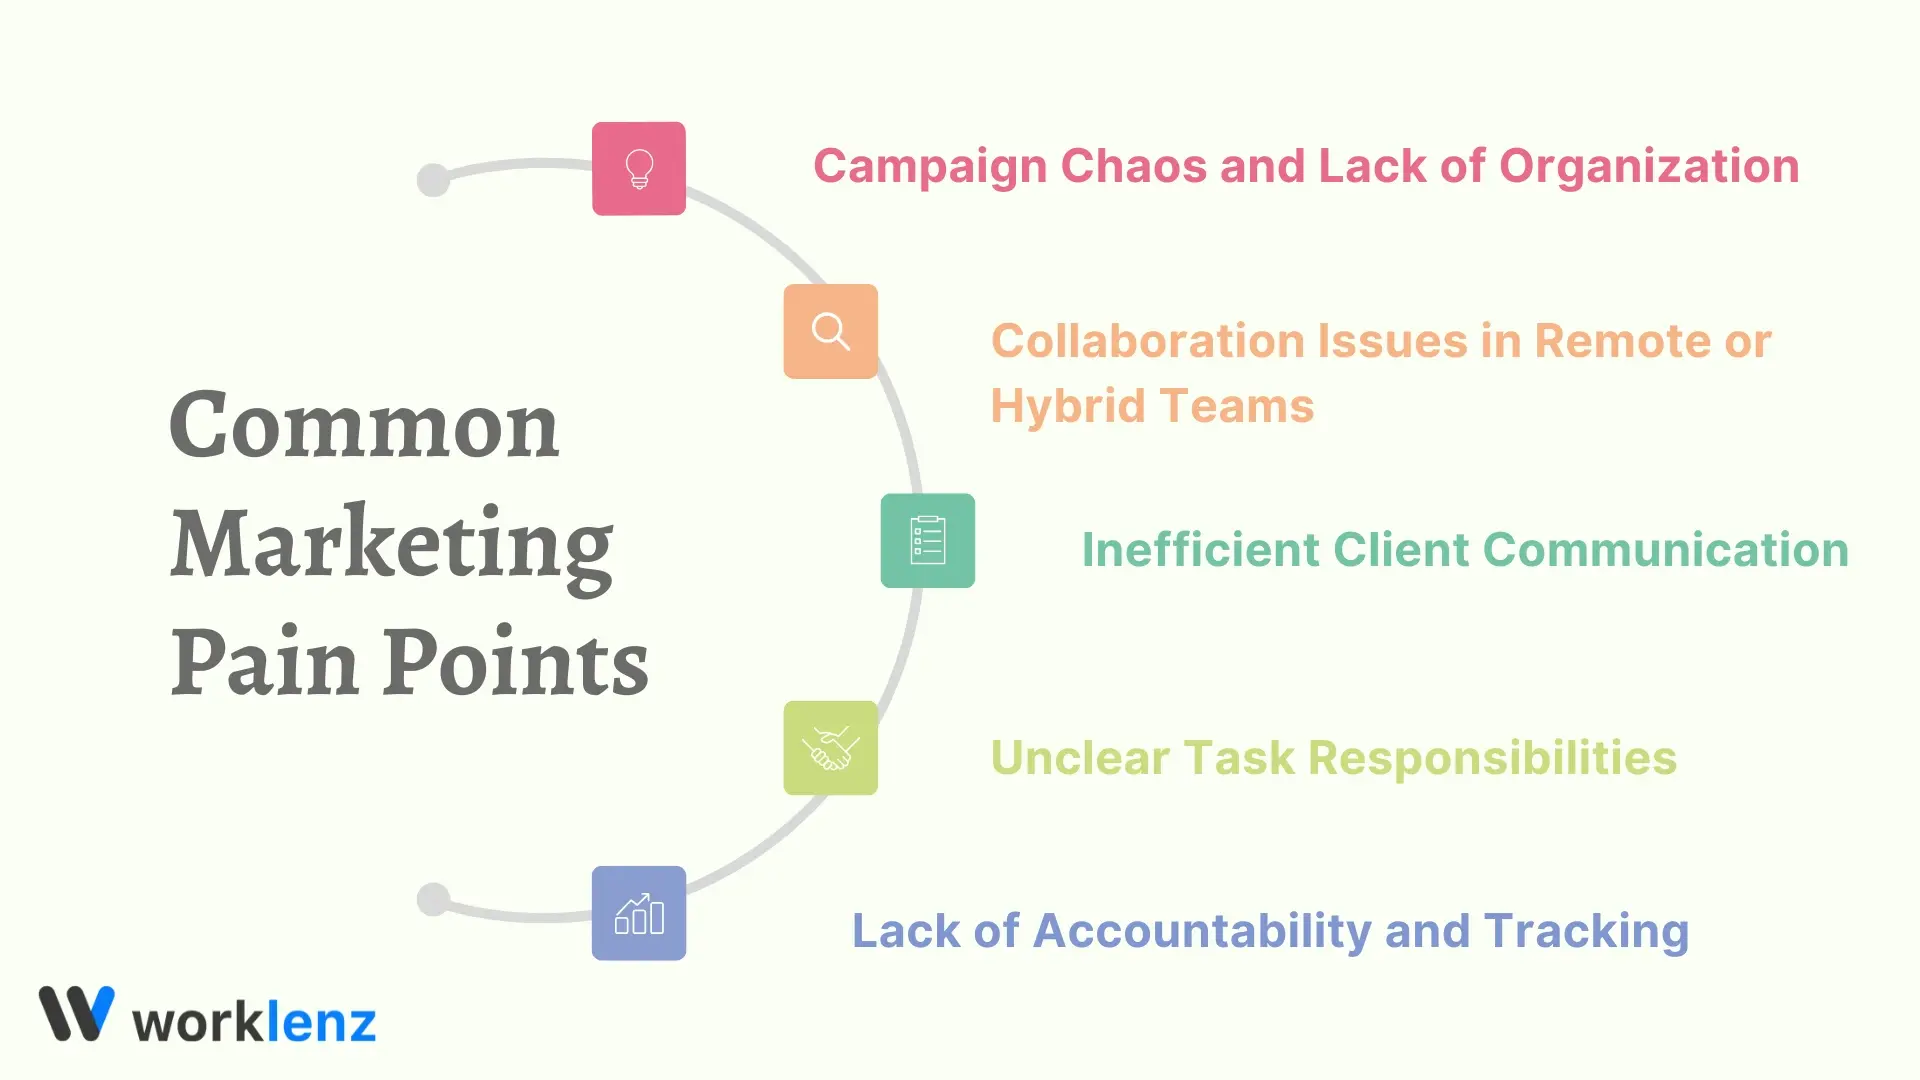 Common
Marketing
Pain Points
Campaign Chaos and Lack of Organization
Collaboration Issues in Remote or
Hybrid Teams
Inefficient Client Communication
Unclear Task Responsibilities
Lack of Accountability and Tracking
worklenz